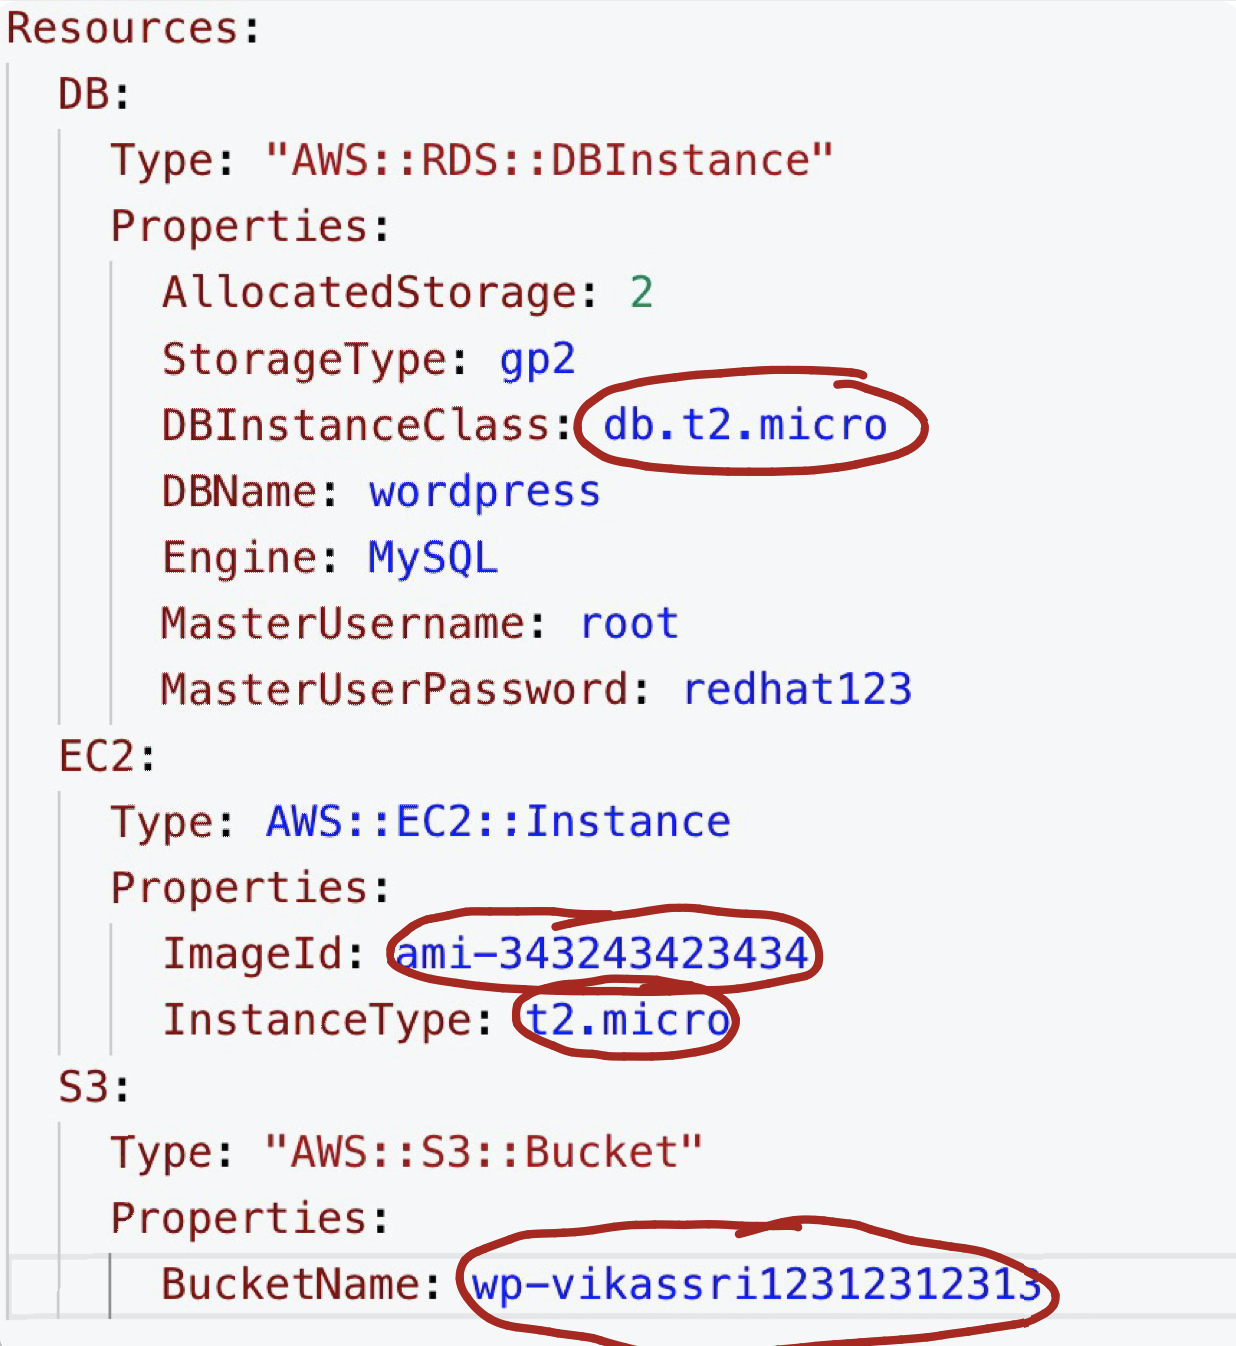 Resources:
DB:
Type: "AWS::RDS::DBInstance"
Properties:
AllocatedStorage: 2
StorageType: gp2
DBInstanceClass: db.t2.micro
DBName: wordpress
Engine: MySQL
MasterUsername: root
MasterUserPassword: redhat123
EC2:
Type: AWS::EC2::Instance
Properties:
ImageId: ami-343243423434
InstanceType: t2.micro
S3:
Type: "AWS::S3::Bucket"
Properties:
BucketName: wp-vikassri12312312313